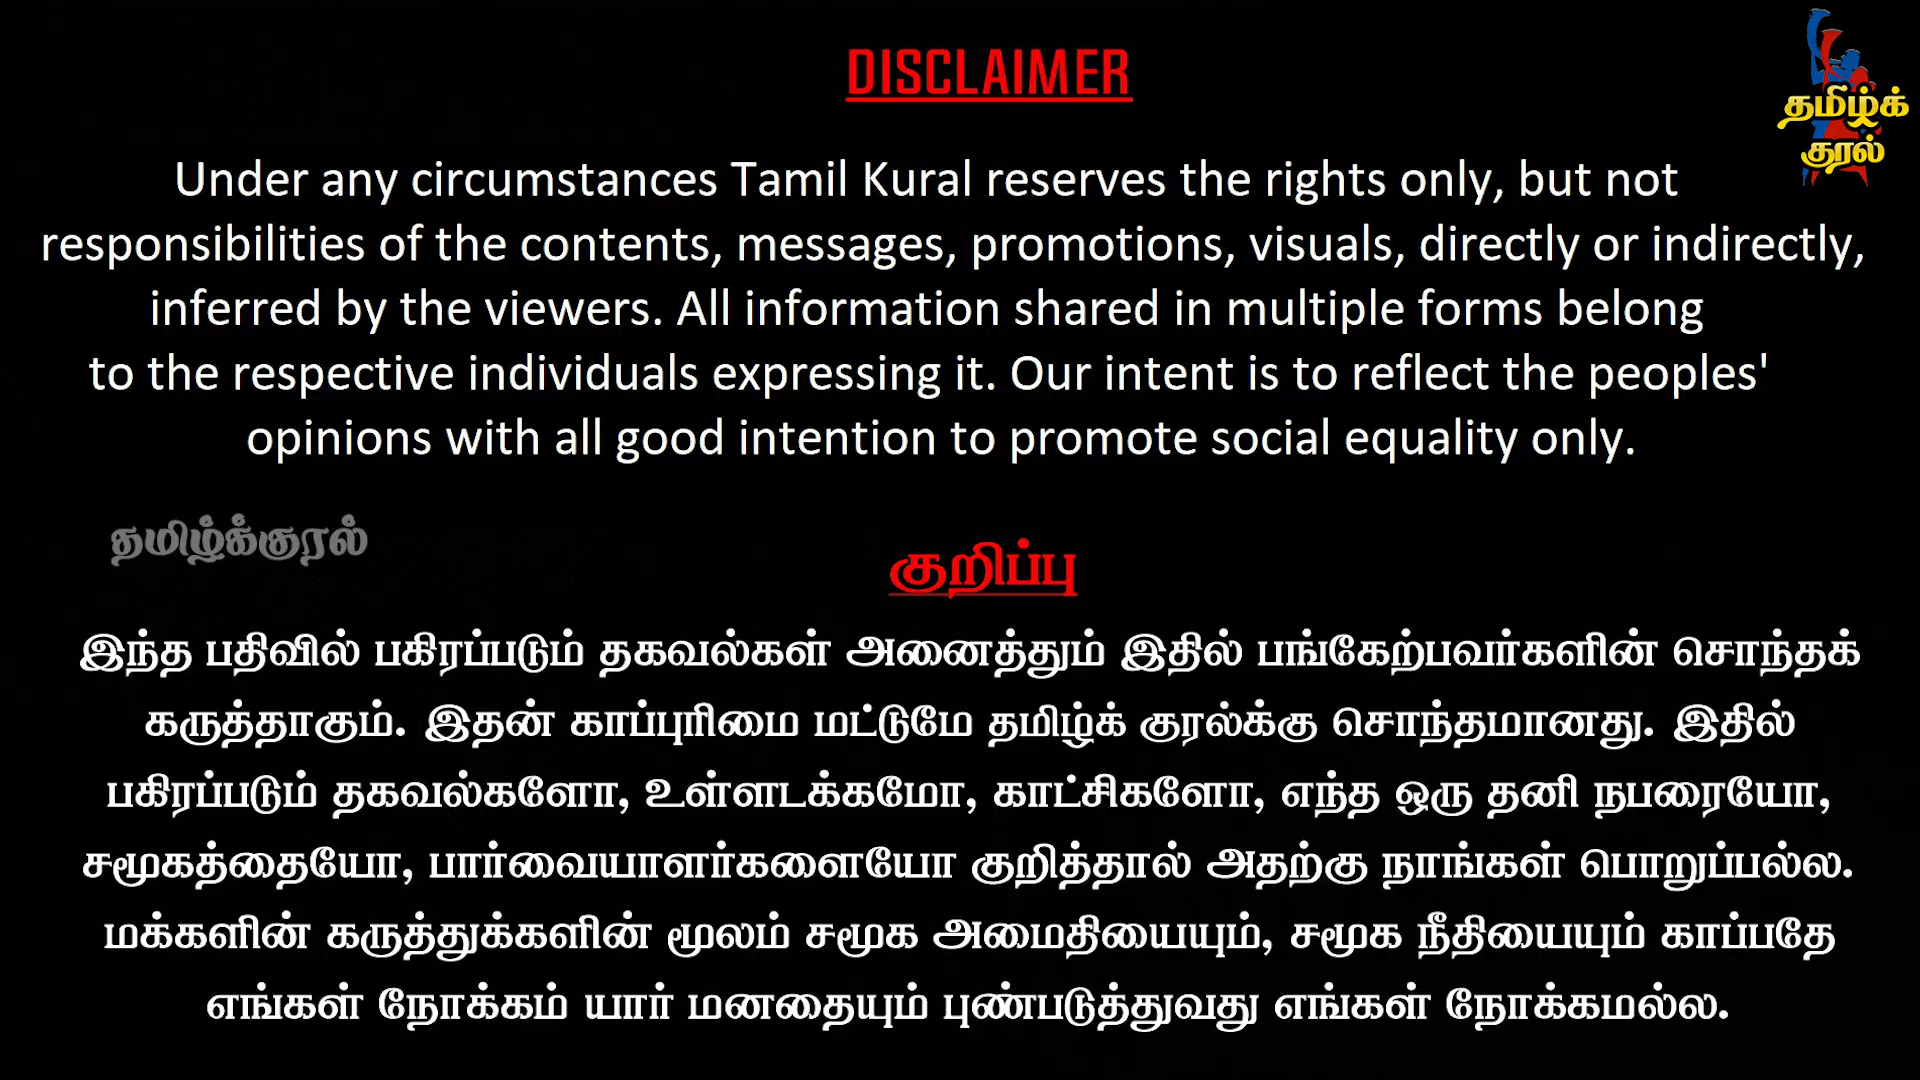 DISCLAIMER
தமிழ்க்
குரல்
Under any circumstances Tamil Kural reserves the rights only, but not
responsibilities of the contents, messages, promotions, visuals, directly or indirectly,
inferred by the viewers. All information shared in multiple forms belong
to the respective individuals expressing it. Our intent is to reflect the peoples'
opinions with all good intention to promote social equality only.
தமிழ்க்குரல்
குறிப்பு
இந்த பதிவில் பகிரப்படும் தகவல்கள் அனைத்தும் இதில் பங்கேற்பவர்களின் சொந்தக்
கருத்தாகும். இதன் காப்புரிமை மட்டுமே தமிழ்க் குரல்க்கு சொந்தமானது. இதில்
பகிரப்படும் தகவல்களோ, உள்ளடக்கமோ, காட்சிகளோ, எந்த ஒரு தனி நபரையோ,
சமூகத்தையோ, பார்வையாளர்களையோ குறித்தால் அதற்கு நாங்கள் பொறுப்பல்ல.
மக்களின் கருத்துக்களின் மூலம் சமூக அமைதியையும், சமூக நீதியையும் காப்பதே
எங்கள் நோக்கம் யார் மனதையும் புண்படுத்துவது எங்கள் நோக்கமல்ல.